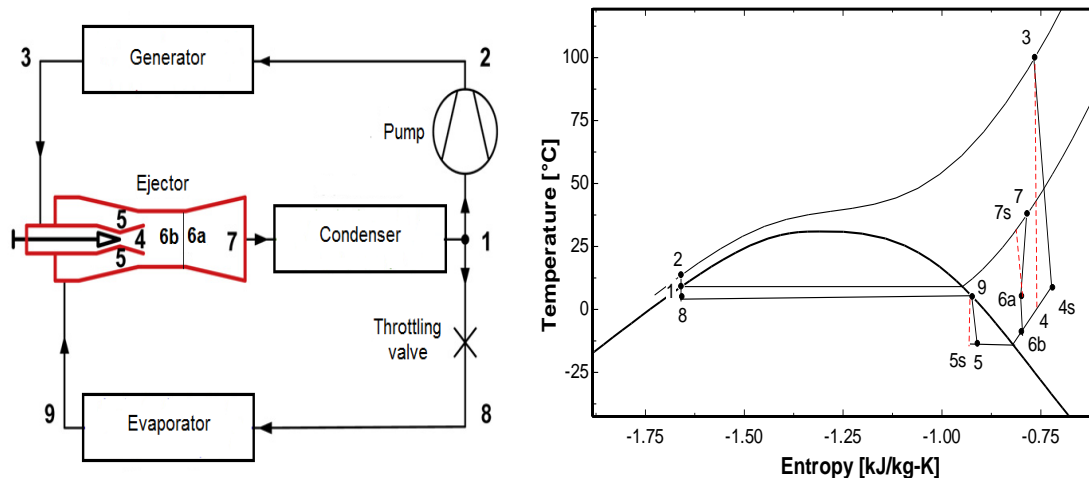 3
Generator
2
Pump
Ejector
5
4
6b
6a
7
5
Condenser
1
Throttling
valve
9
Evaporator
8
Temperature [°C]
100
75
50
25
0
-25
-1.75
-1.50
-1.25
-1.00
-0.75
Entropy [kJ/kg-K]
3
7
7s
2
1
8
9
6a
4
4s
6b
5s
5